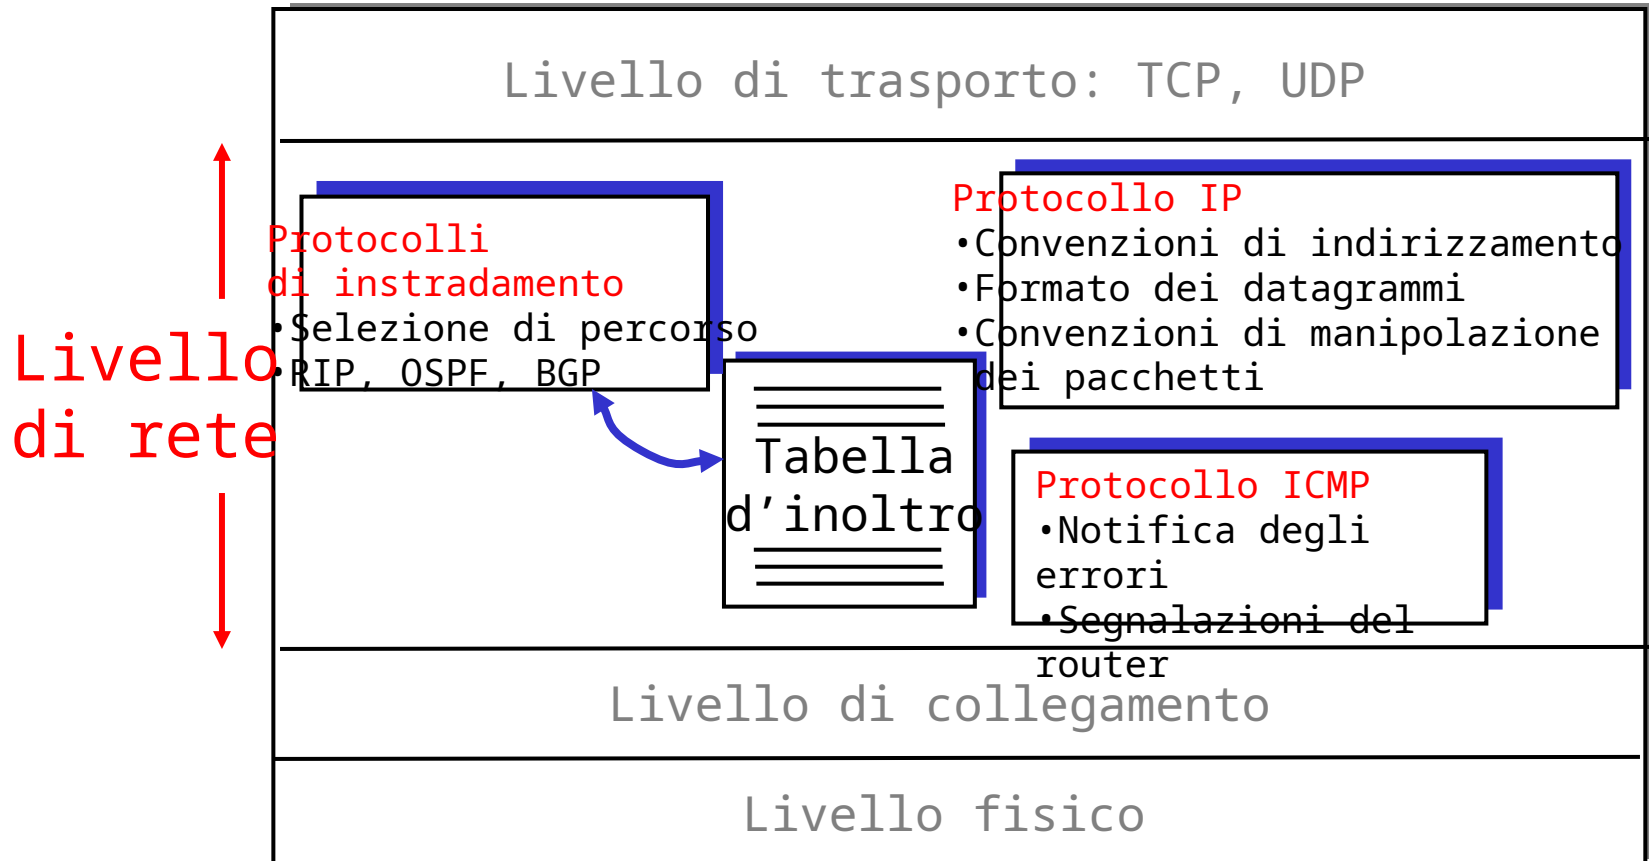 Livello di trasporto: TCP, UDP
Livello
di rete
Protocolli
di instradamento
•Selezione di percorso
•RIP, OSPF, BGP
Tabella
d’inoltro
Protocollo IP
•Convenzioni di indirizzamento
•Formato dei datagrammi
•Convenzioni di manipolazione
dei pacchetti
Protocollo ICMP
•Notifica degli
errori
•Segnalazioni del
router
Livello di collegamento
Livello fisico